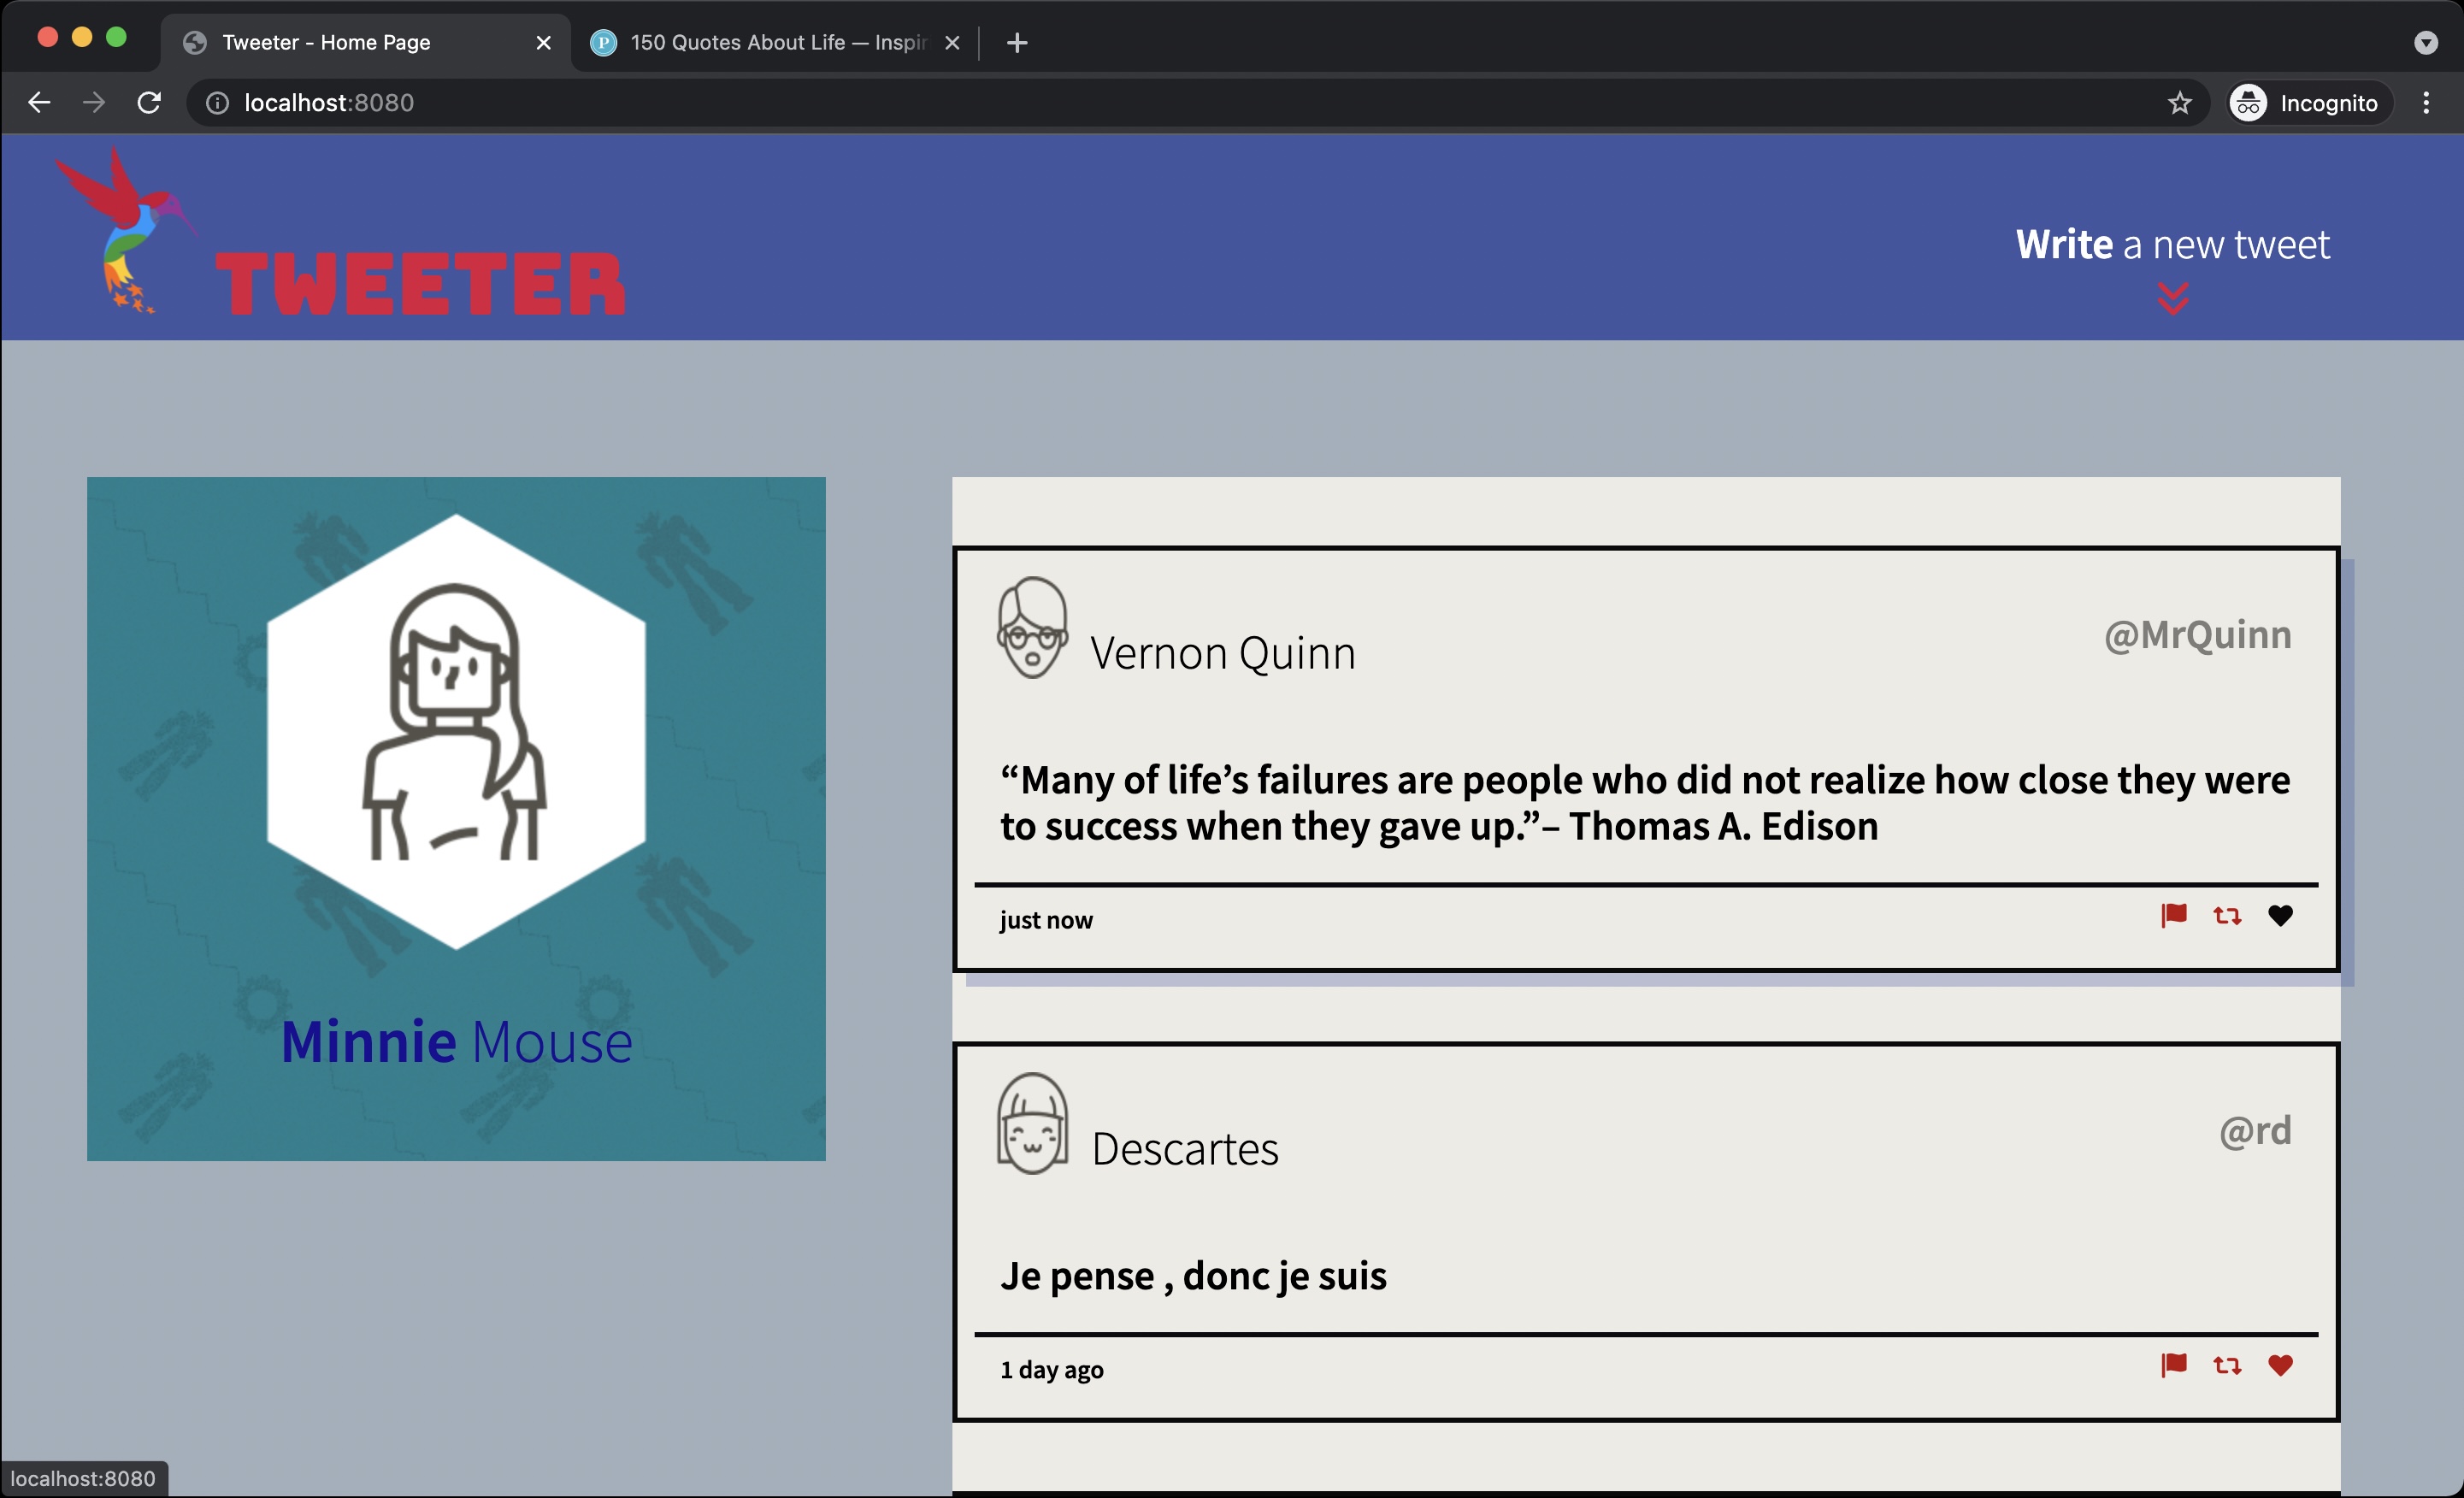 Tweeter - Home Page
150 Quotes About Life — Inspir
localhost:8080
Incognito
TWEETER
Write a new tweet
Minnie Mouse
Vernon Quinn
@MrQuinn
“Many of life’s failures are people who did not realize how close they were
to success when they gave up.”– Thomas A. Edison
just now
Descartes
@rd
Je pense , donc je suis
1 day ago
localhost:8080